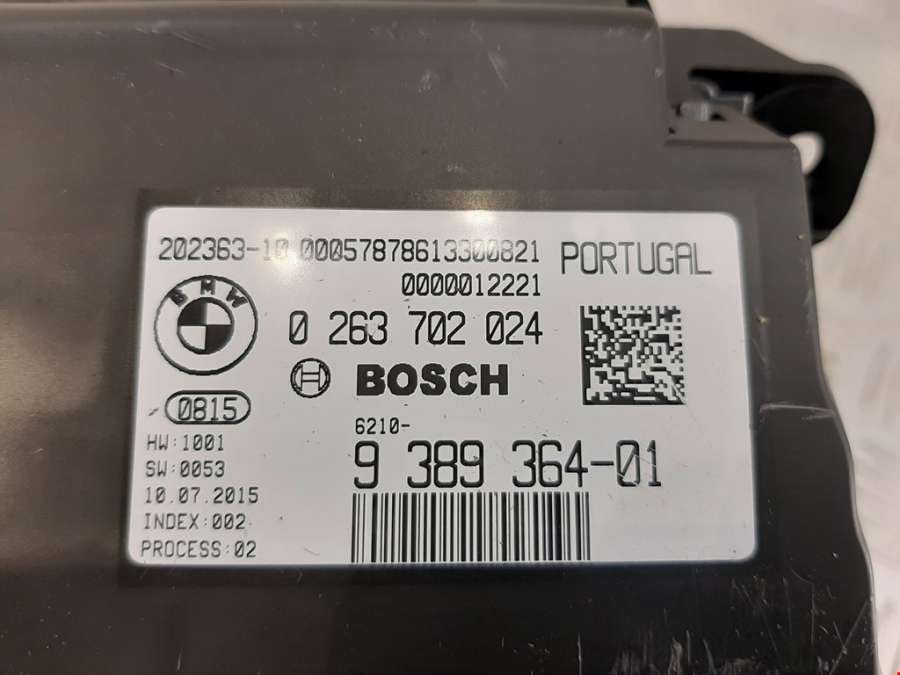 202363-10 00057878613300821 PORTUGAL
0000012221
BMW
0 263 702 024
BOSCH
0815
6210-
9 389 364-01
HW:1001
SW:0053
10.07.2015
INDEX:002
PROCESS:02